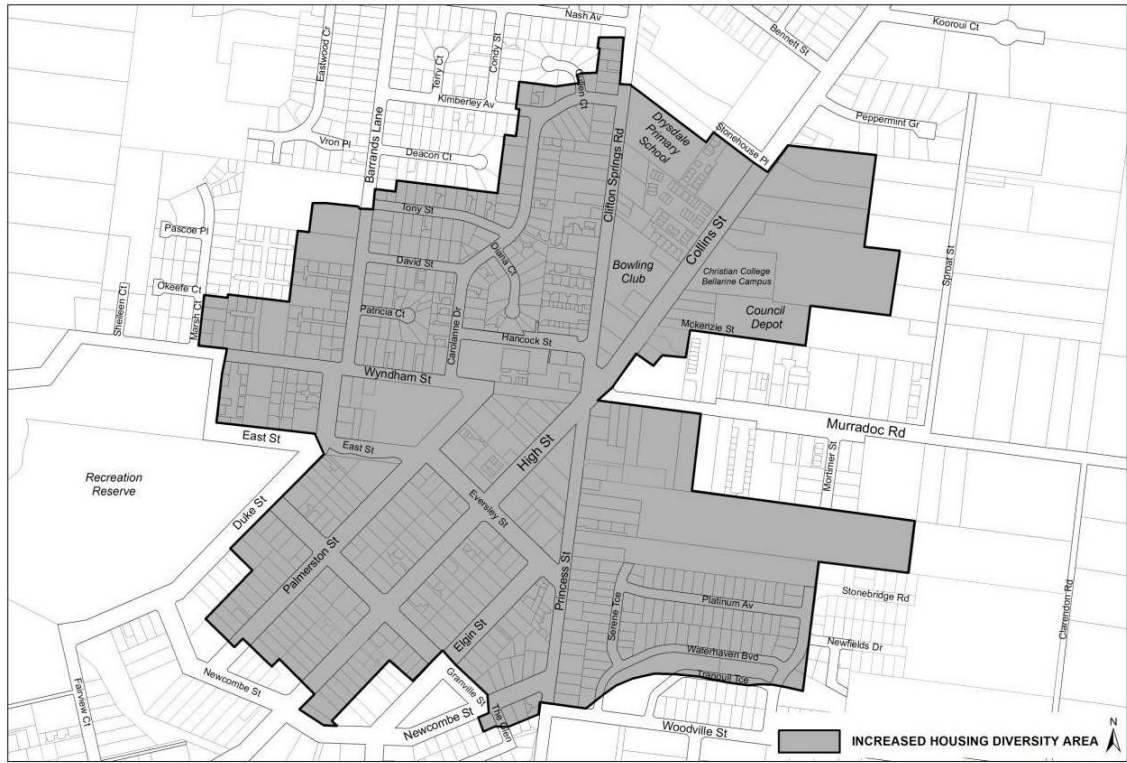 Nash Av
Kooroui Ct
Bennett St
Condy St
Eastwood Cr
Terry Ct
Cullen Ct
Kimberley Av
Peppermint Gr
Drysdale
Primary
School
Stonehouse Pl
Vron Pl
Barrands Lane
Deacon Ct
Clifton Springs Rd
Tony St
Collins St
Pascoe Pl
David St
Diana Ct
Bowling
Club
Christian College
Bellarine Campus
Sproat St
Okeefe Ct
Shelleen Ct
Marsh Ct
Patricia Ct
Carolanne Dr
Council
Depot
Mckenzie St
Hancock St
Wyndham St
Murradoc Rd
East St
East St
High St
Mortimer St
Recreation
Reserve
Duke St
Eversley St
Palmerston St
Princess St
Elgin St
Serene Tce
Platinum Av
Stonebridge Rd
Clarendon Rd
Waterhaven Bvd
Newfields Dr
Tranquil Tce
Fairview Ct
Newcombe St
Granville St
Newcombe St
The Glen
Woodville St
N
INCREASED HOUSING DIVERSITY AREA